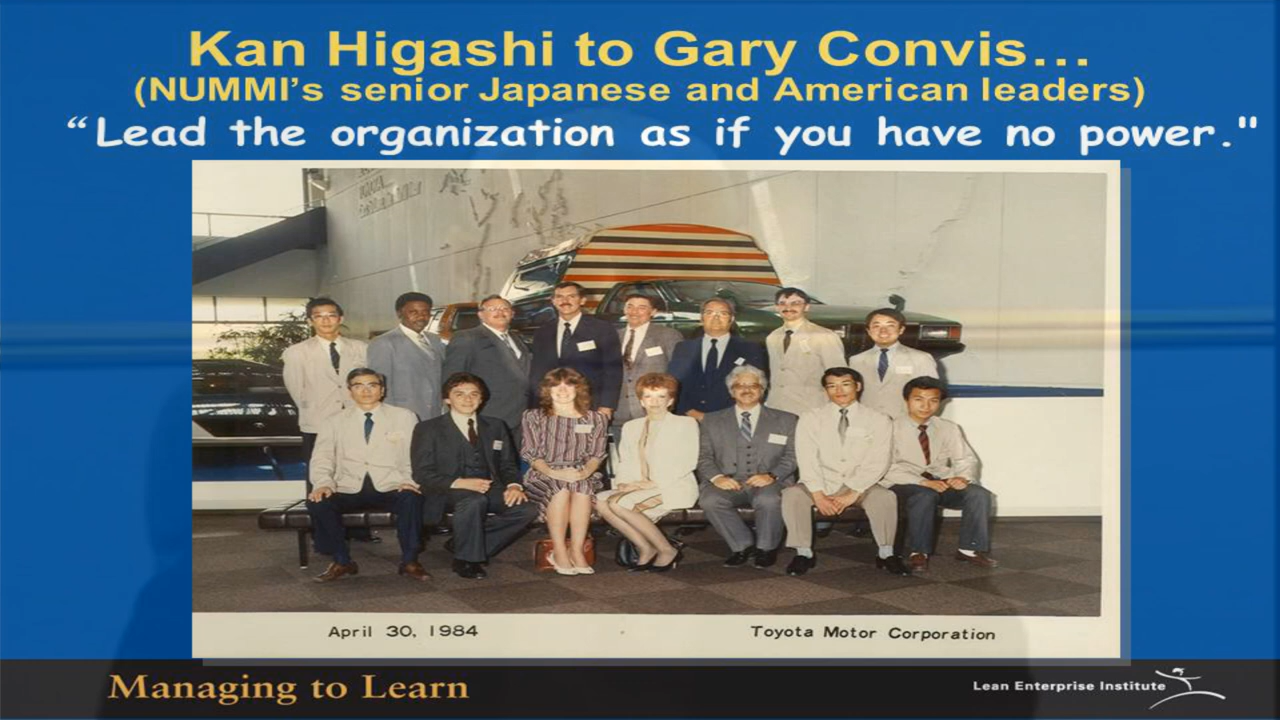 Kan Higashi to Gary Convis...
(NUMMI's senior Japanese and American leaders)
“Lead the organization as if you have no power."
April 30, 1984
Toyota Motor Corporation
Managing to Learn
Lean Enterprise Institute